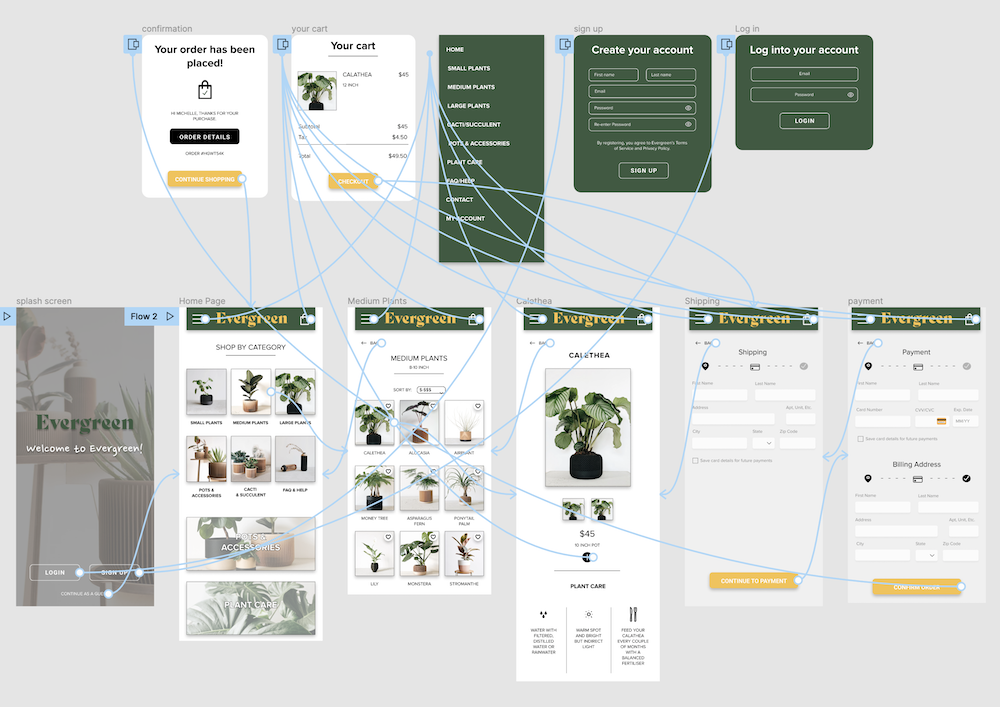 confirmation
Your order has been
placed!
HI MICHELLE, THANKS FOR YOUR
PURCHASE
ORDER DETAILS
CONTINUE SHOPPING
your cart
Your cart
CALATHEA $45
12 INCH
Subtotal $45
Tax $4.50
Total $49.50
CHECKOUT
HOME
SMALL PLANTS
MEDIUM PLANTS
LARGE PLANTS
CACTI/SUCCULENT
POTS & ACCESSORIES
PLANT CARE
FAQ/HELP
CONTACT
MY ACCOUNT
sign up
Create your account
First name Last name
Email
Password
Re-enter Password
By registering, you agree to Evergreen's Terms
of Service and Privacy Policy.
SIGN UP
Log in
Log into your account
Email
Password
LOGIN
splash screen
Flow 2
Evergreen
Welcome to Evergreen!
LOGIN SIGN UP
CONTINUE AS A GUEST
Home Page
Evergreen
SHOP BY CATEGORY
SMALL PLANTS MEDIUM PLANTS LARGE PLANTS
POTS &
ACCESSORIES
CACTI
& SUCCULENT
FAQ & HELP
POTS &
ACCESSORIES
PLANT CARE
Medium Plants
Evergreen
BACK
MEDIUM PLANTS
8-10 INCH
SORT BY: $-$$$
CALATHEA ALOCASIA AIRPLANT
MONEY TREE
ASPARAGUS
FERN
PONYTAIL
PALM
LILY MONSTERA STROMANTHE
Calothea
Evergreen
CALETHEA
$45
12 INCH POT
PLANT CARE
WATER WITH
FILTERED,
DISTILLED
WATER OR
RAINWATER
WARM SPOT
AND BRIGHT
BUT INDIRECT
LIGHT
FEED YOUR
CALATHEA
EVERY COUPLE
OF MONTHS
WITH A
BALANCED
FERTILISER
Shipping
Evergreen
BACK
Shipping
First Name Last Name
Address Apt, Unit, Etc.
City State Zip Code
Save card details for future payments
CONTINUE TO PAYMENT
payment
Evergreen
BACK
Payment
First Name Last Name
Card Number CVV/CVC Exp. Date
MM/YY
Save card details for future payments
Billing Address
First Name Last Name
Address Apt, Unit, Etc.
City State Zip Code
CONFIRM ORDER